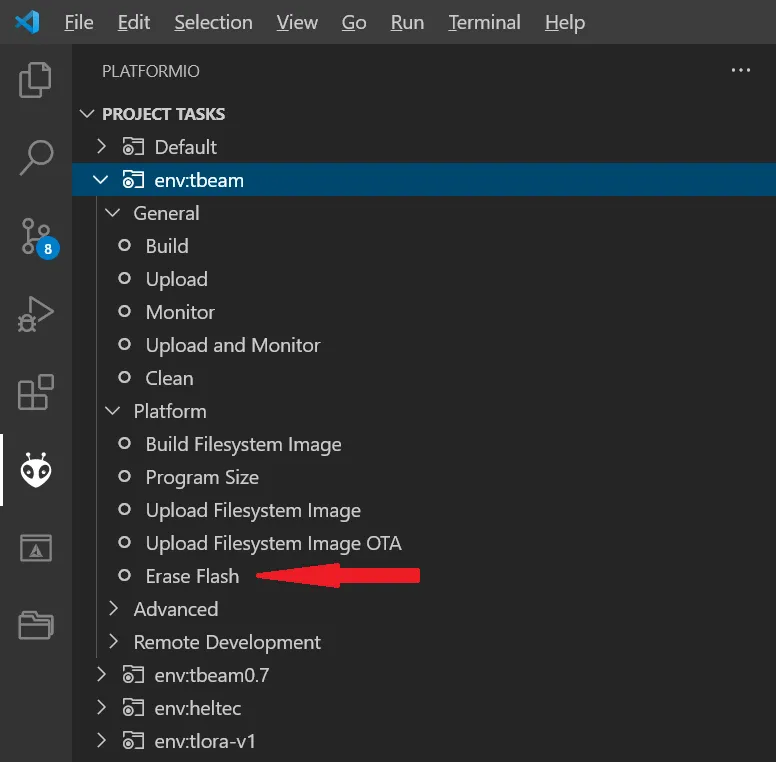 File Edit Selection View Go Run Terminal Help
PLATFORMIO
PROJECT TASKS
Default
env:tbeam
General
Build
Upload
8
Monitor
Upload and Monitor
Clean
Platform
Build Filesystem Image
Program Size
Upload Filesystem Image
Upload Filesystem Image OTA
Erase Flash
Advanced
Remote Development
env:tbeam0.7
env:heltec
env:tlora-v1